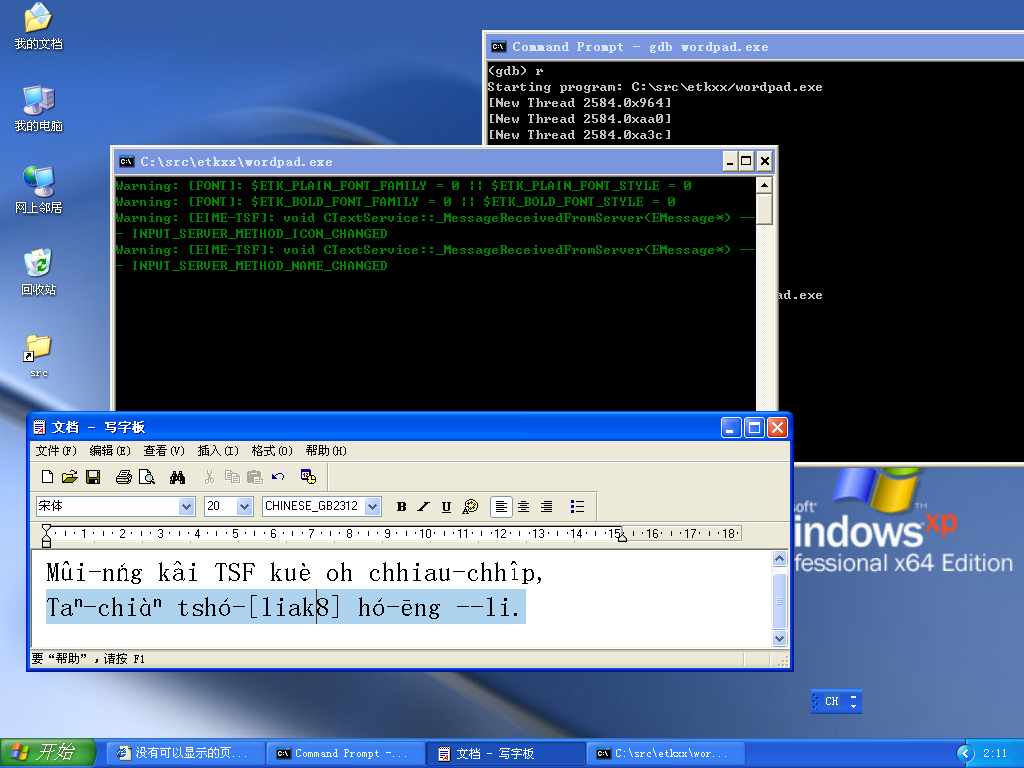 我的文档
我的电脑
网上邻居
回收站
src
Command Prompt - gdb wordpad.exe
(gdb) r
Starting program: C:\src\etkxx/wordpad.exe
[New Thread 2584.0x964]
[New Thread 2584.0xaa0]
[New Thread 2584.0xa3c]
ad.exe
C:\src\etkxx\wordpad.exe
Warning: [FONT]: $ETK_PLAIN_FONT_FAMILY = 0 || $ETK_PLAIN_FONT_STYLE = 0
Warning: [FONT]: $ETK_BOLD_FONT_FAMILY = 0 || $ETK_BOLD_FONT_STYLE = 0
Warning: [EIME-TSF]: void CTextService::_MessageReceivedFromServer(EMessage*) --
- INPUT_SERVER_METHOD_ICON_CHANGED
Warning: [EIME-TSF]: void CTextService::_MessageReceivedFromServer(EMessage*) --
- INPUT_SERVER_METHOD_NAME_CHANGED
文档 - 写字板
文件(F) 编辑(E) 查看(V) 插入(I) 格式(O) 帮助(H)
宋体 20 CHINESE_GB2312 B I U
1 2 3 4 5 6 7 8 9 10 11 12 13 14 15 16 17 18
Mûi-nńg kâi TSF kuè oh chhiau-chhîp,
Taⁿ-chiàⁿ tshó-[liak8] hó-ēng --li.
要“帮助”,请按 F1
soft®
indows xp ™
fessional x64 Edition
CH
开始
没有可以显示的页...
Command Prompt -...
文档 - 写字板
C:\src\etkxx\wor...
2:11